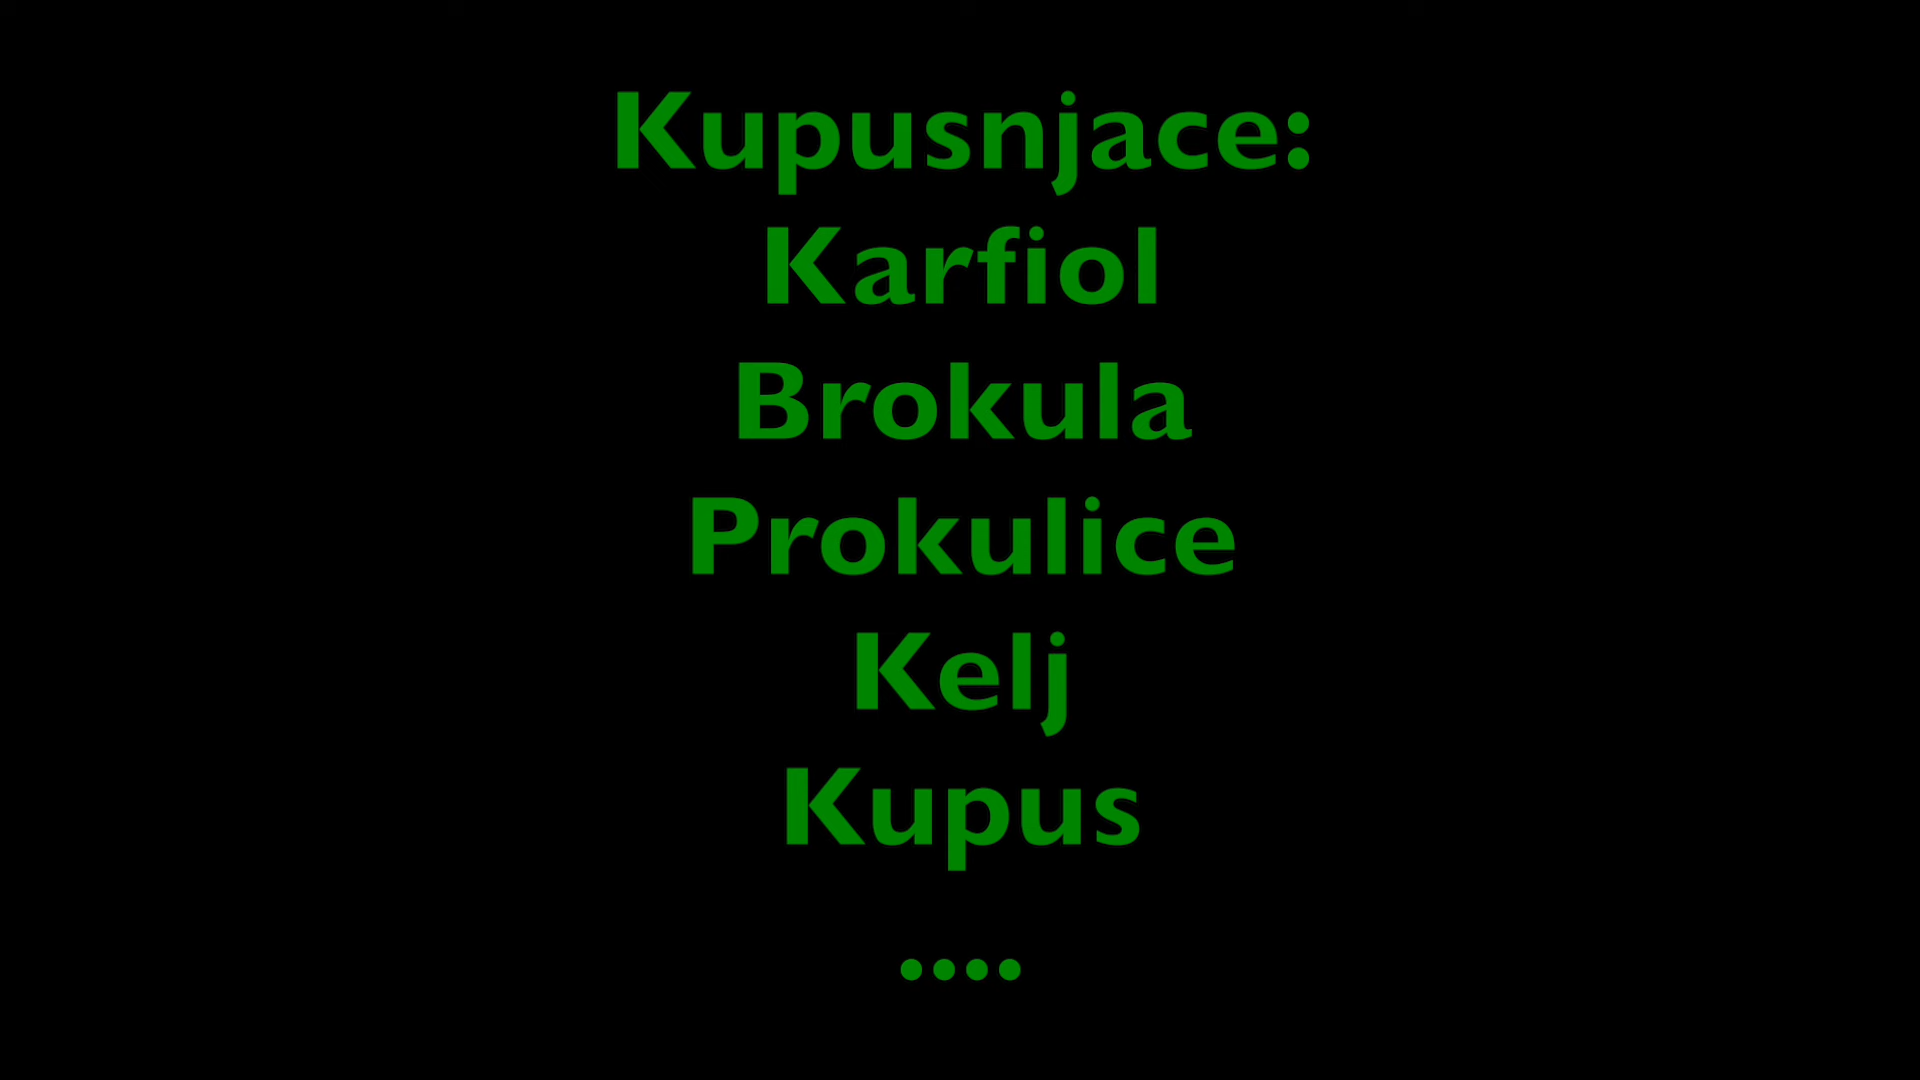 Kupusnjace:
Karfiol
Brokula
Prokulice
Kelj
Kupus
....